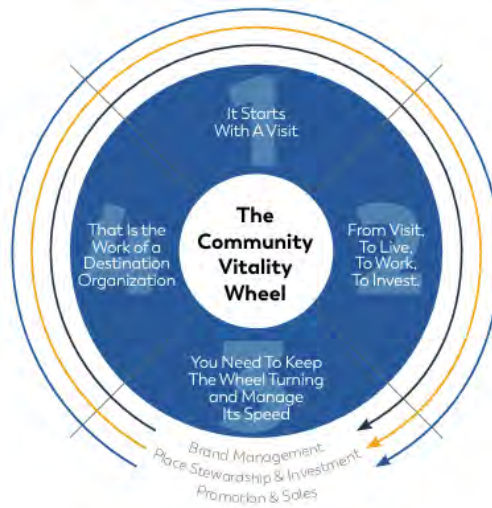 1
It Starts
With A Visit
2
From Visit,
To Live,
To Work,
To Invest.
You Need To Keep
The Wheel Turning
and Manage
Its Speed
That Is the
Work of a
Destination
Organization
The
Community
Vitality
Wheel
Brand Management
Place Stewardship & Investment
Promotion & Sales